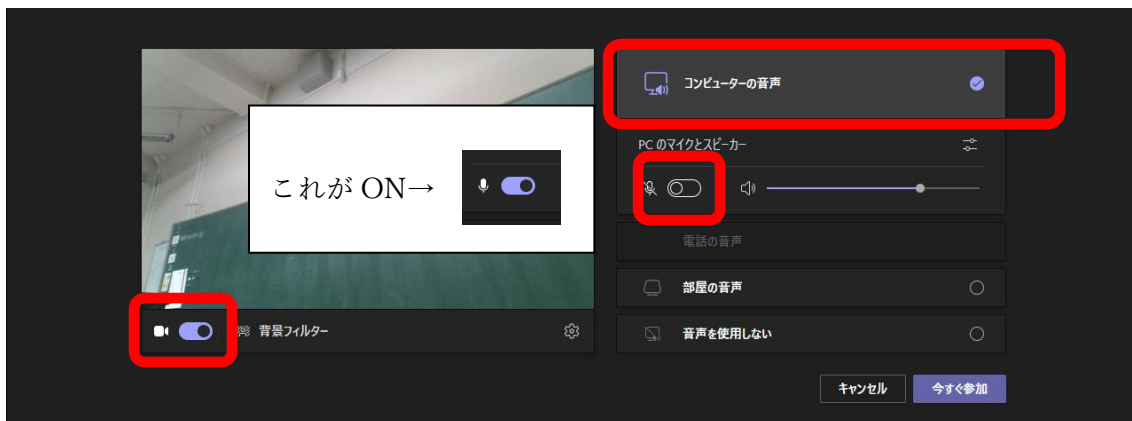 コンピューターの音声
PC のマイクとスピーカー
これが ON→
電話の音声
部屋の音声
背景フィルター
音声を使用しない
キャンセル
今すぐ参加